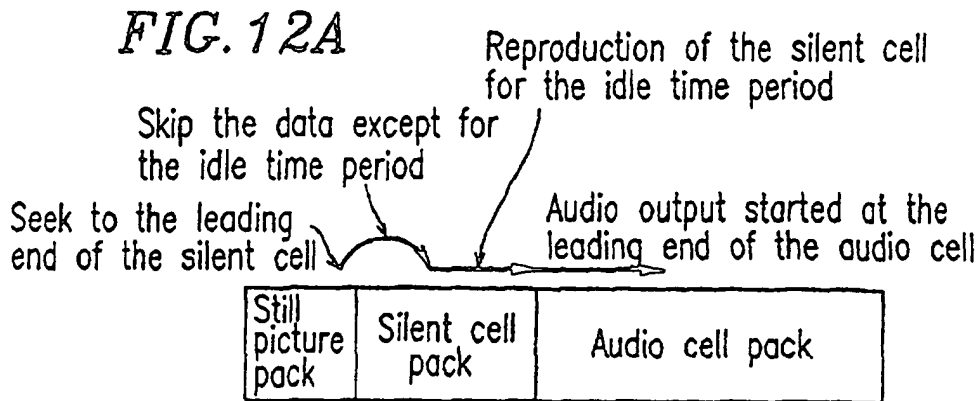 FIG. 12A
Reproduction of the silent cell
for the idle time period
Skip the data except for
the idle time period
Seek to the leading
end of the silent cell
Audio output started at the
leading end of the audio cell
Still
picture
pack
Silent cell
pack
Audio cell pack